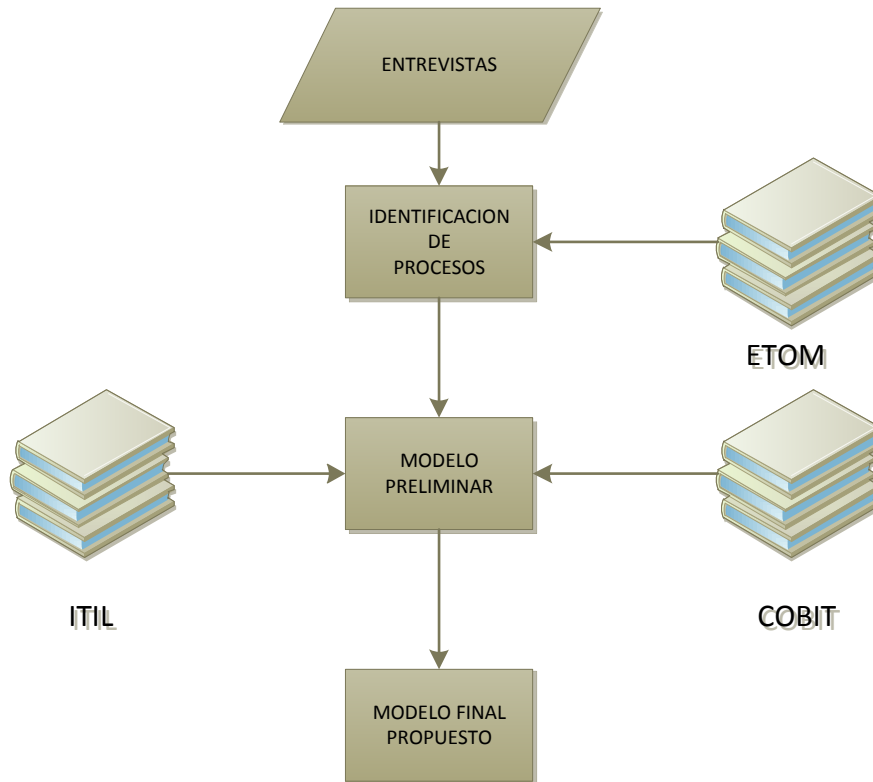 ENTREVISTAS
IDENTIFICACION
DE
PROCESOS
ETOM
MODELO
PRELIMINAR
ITIL
COBIT
MODELO FINAL
PROPUESTO